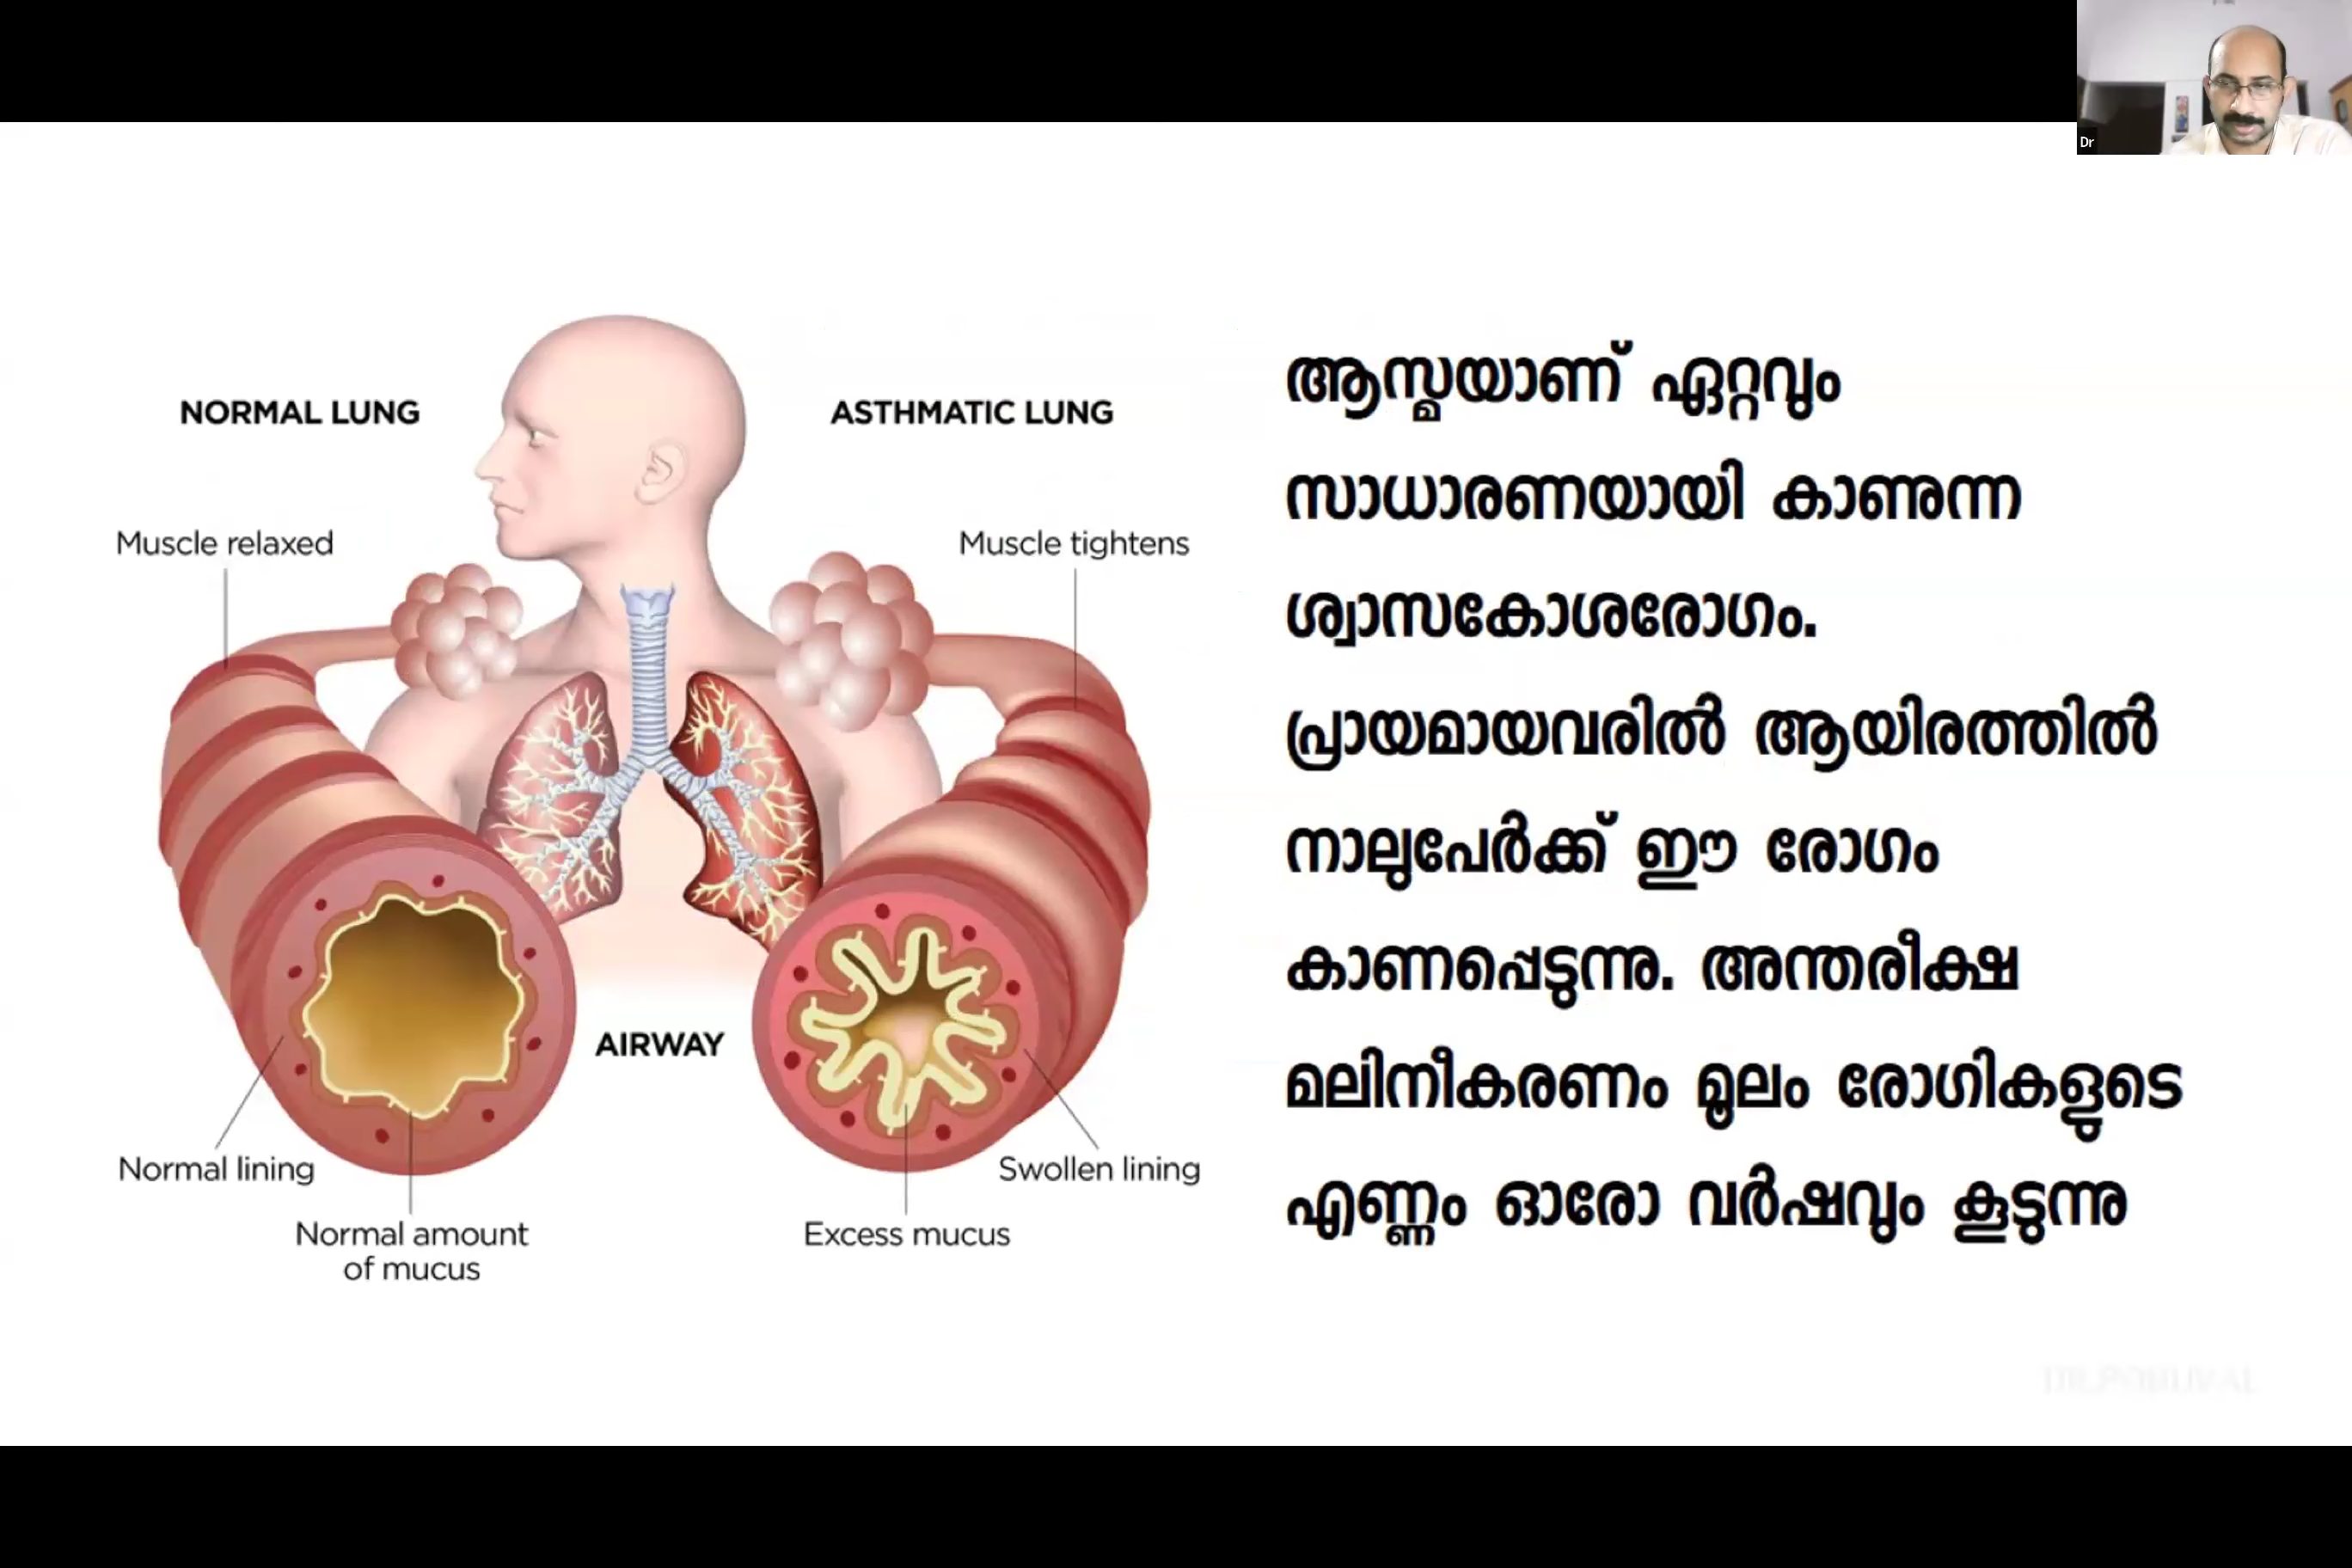 Dr
NORMAL LUNG
ASTHMATIC LUNG
Muscle relaxed
Muscle tightens
AIRWAY
Normal lining
Swollen lining
Normal amount
of mucus
Excess mucus
ആസ്മയാണ് ഏറ്റവും
സാധാരണയായി കാണുന്ന
ശ്വാസകോശരോഗം.
പ്രായമായവരിൽ ആയിരത്തിൽ
നാലുപേർക്ക് ഈ രോഗം
കാണപ്പെടുന്നു. അന്തരീക്ഷ
മലിനീകരണം മൂലം രോഗികളുടെ
എണ്ണം ഓരോ വർഷവും കൂടുന്നു